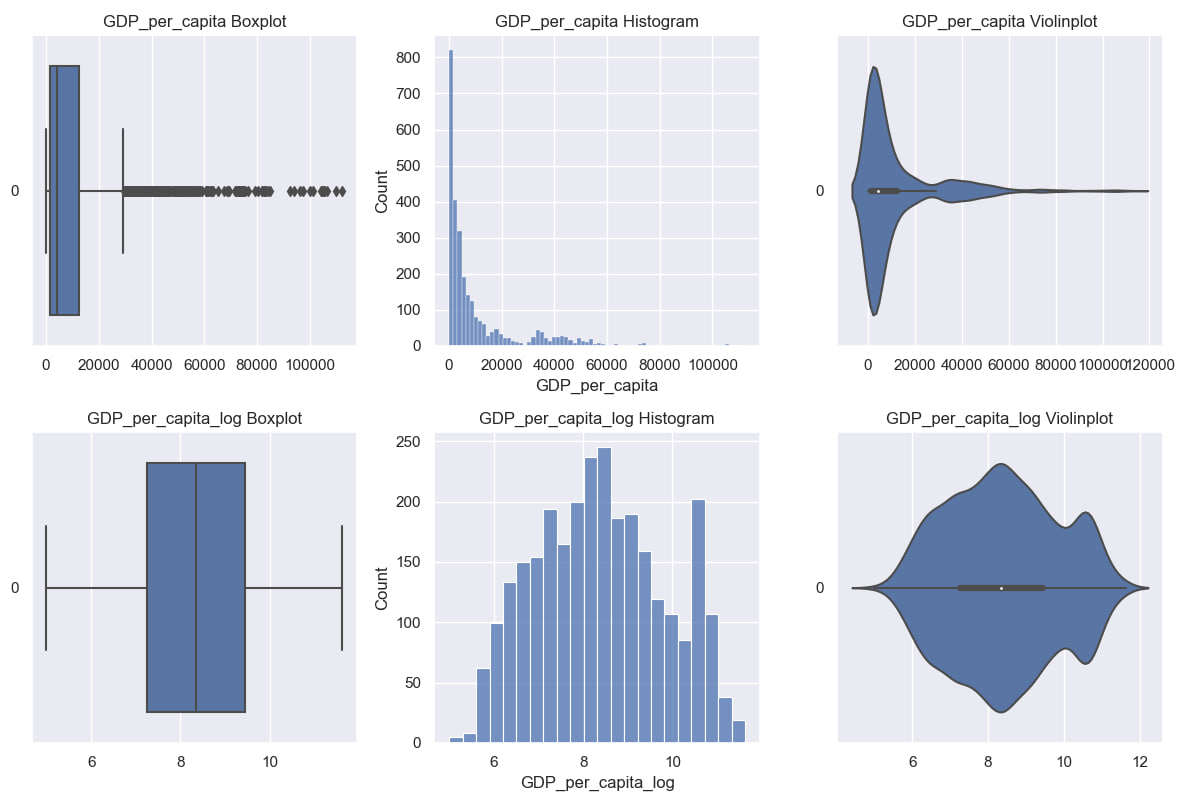 GDP_per_capita Boxplot
0
0 20000 40000 60000 80000 100000
GDP_per_capita Histogram
Count
800
700
600
500
400
300
200
100
0
0 20000 40000 60000 80000 100000
GDP_per_capita
GDP_per_capita Violinplot
0
0 20000 40000 60000 80000 100000 120000
GDP_per_capita_log Boxplot
0
6 8 10
GDP_per_capita_log Histogram
Count
250
200
150
100
50
0
6 8 10
GDP_per_capita_log
GDP_per_capita_log Violinplot
0
6 8 10 12